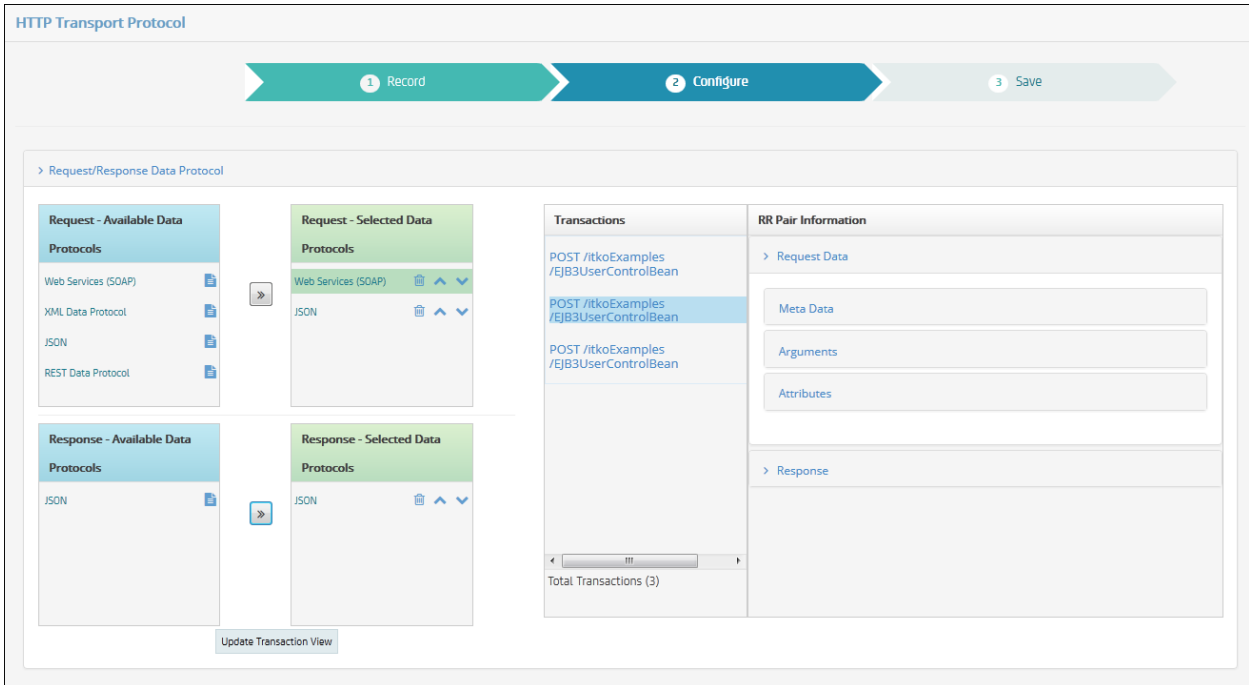 HTTP Transport Protocol
1 Record
2 Configure
3 Save
> Request/Response Data Protocol
Request - Available Data
Protocols
Web Services (SOAP)
XML Data Protocol
JSON
REST Data Protocol
»
Request - Selected Data
Protocols
Web Services (SOAP)
JSON
Response - Available Data
Protocols
JSON
»
Response - Selected Data
Protocols
JSON
Update Transaction View
Transactions
POST /itkoExamples
/EJB3UserControlBean
POST /itkoExamples
/EJB3UserControlBean
POST /itkoExamples
/EJB3UserControlBean
Total Transactions (3)
RR Pair Information
> Request Data
Meta Data
Arguments
Attributes
> Response